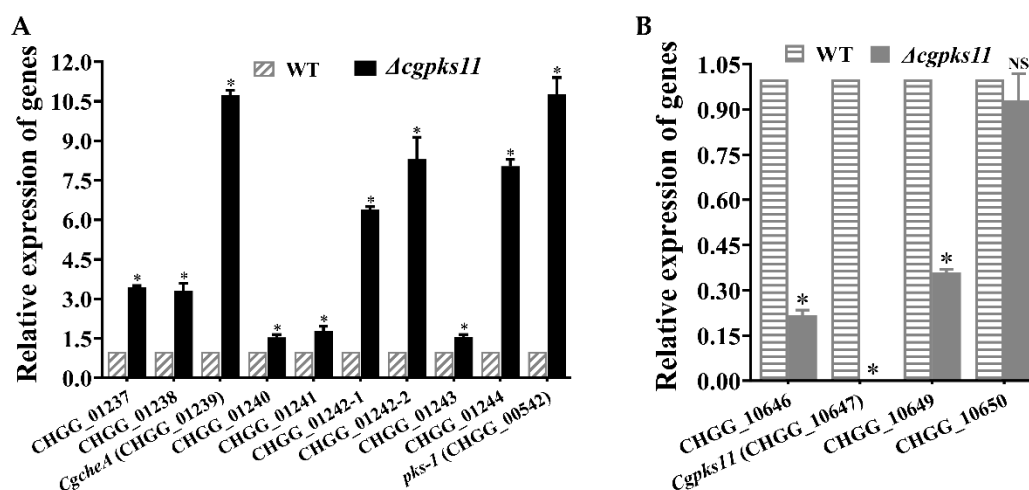 A
WT Δcgpks11
Relative expression of genes
12.0
10.5
9.0
7.5
6.0
4.5
3.0
1.5
0.0
* * * * * * * * * *
CHGG_01237
CHGG_01238
CgcheA (CHGG_01239)
CHGG_01240
CHGG_01241
CHGG_01242-1
CHGG_01242-2
CHGG_01243
CHGG_01244
pks-1 (CHGG_00542)
B
WT Δcgpks11
Relative expression of genes
1.05
0.90
0.75
0.60
0.45
0.30
0.15
0.00
* * * NS
CHGG_10646
Cgpks11 (CHGG_10647)
CHGG_10649
CHGG_10650